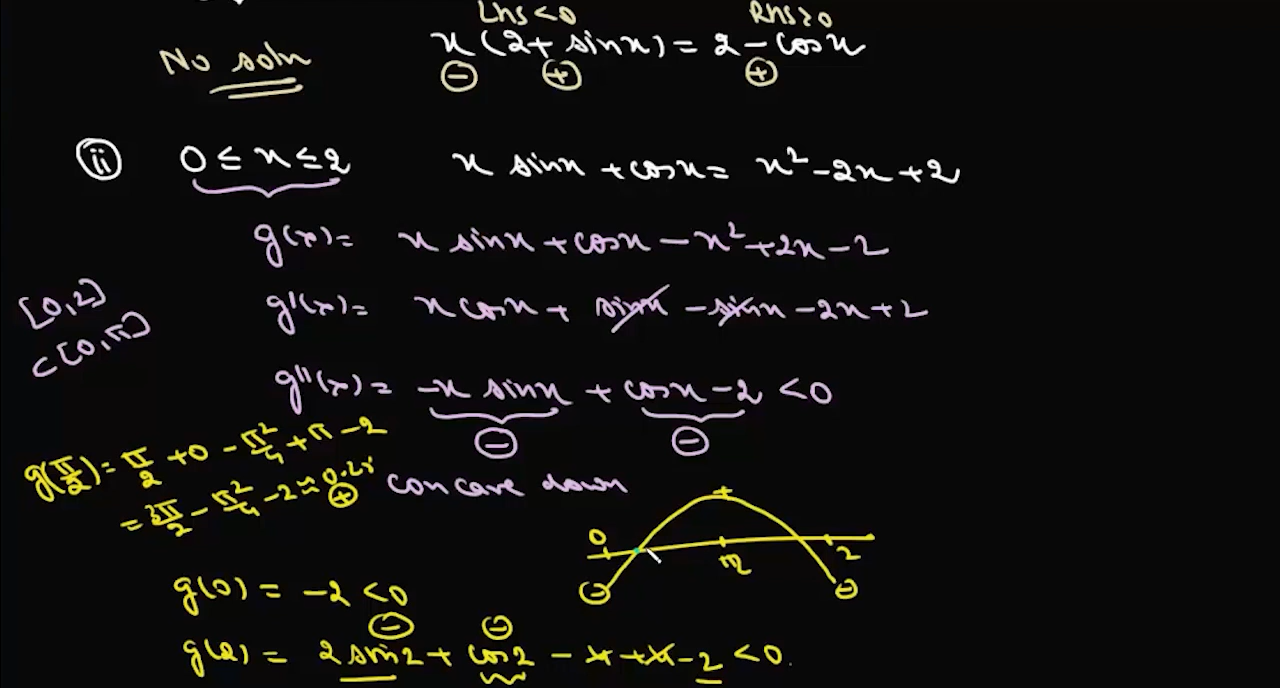 Lhs<0 Rhs>0
No soln x(2+sinx)=2-cosx
⊖ ⊕ ⊕
ⓘⓘ 0≤x≤2 x sinx+cosx= x²-2x+2
g(x)= x sinx+cosx-x²+2x-2
[0,2]
⊂[0,π]
g'(x)= x cosx+ sinx -sinx-2x+2
g''(x)= -x sinx + cosx-2 <0
⊖ ⊖
g(π/2)=π/2+0-π²/4+π-2
=3π/2-π²/4-2≈0.25
⊕
concave down
+
0 π/2 2
⊖ ⊖
g(0) = -2 <0
⊖ ⊖
g(2) = 2sin2+ cos2 -4+4-2 <0.